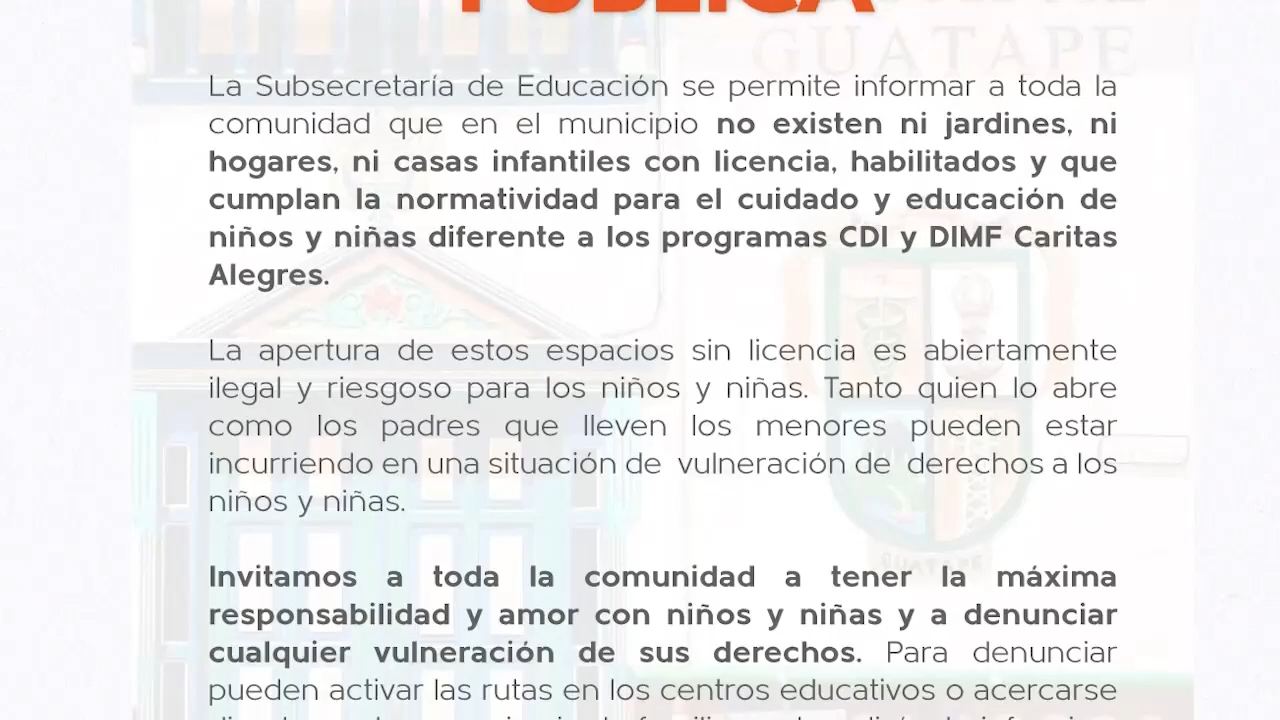 PÚBLICA
GUATAPE
La Subsecretaría de Educación se permite informar a toda la
comunidad que en el municipio no existen ni jardines, ni
hogares, ni casas infantiles con licencia, habilitados y que
cumplan la normatividad para el cuidado y educación de
niños y niñas diferente a los programas CDI y DIMF Caritas
Alegres.
La apertura de estos espacios sin licencia es abiertamente
ilegal y riesgoso para los niños y niñas. Tanto quien lo abre
como los padres que lleven los menores pueden estar
incurriendo en una situación de vulneración de derechos a los
niños y niñas.
GUATAPE
Invitamos a toda la comunidad a tener la máxima
responsabilidad y amor con niños y niñas y a denunciar
cualquier vulneración de sus derechos. Para denunciar
pueden activar las rutas en los centros educativos o acercarse